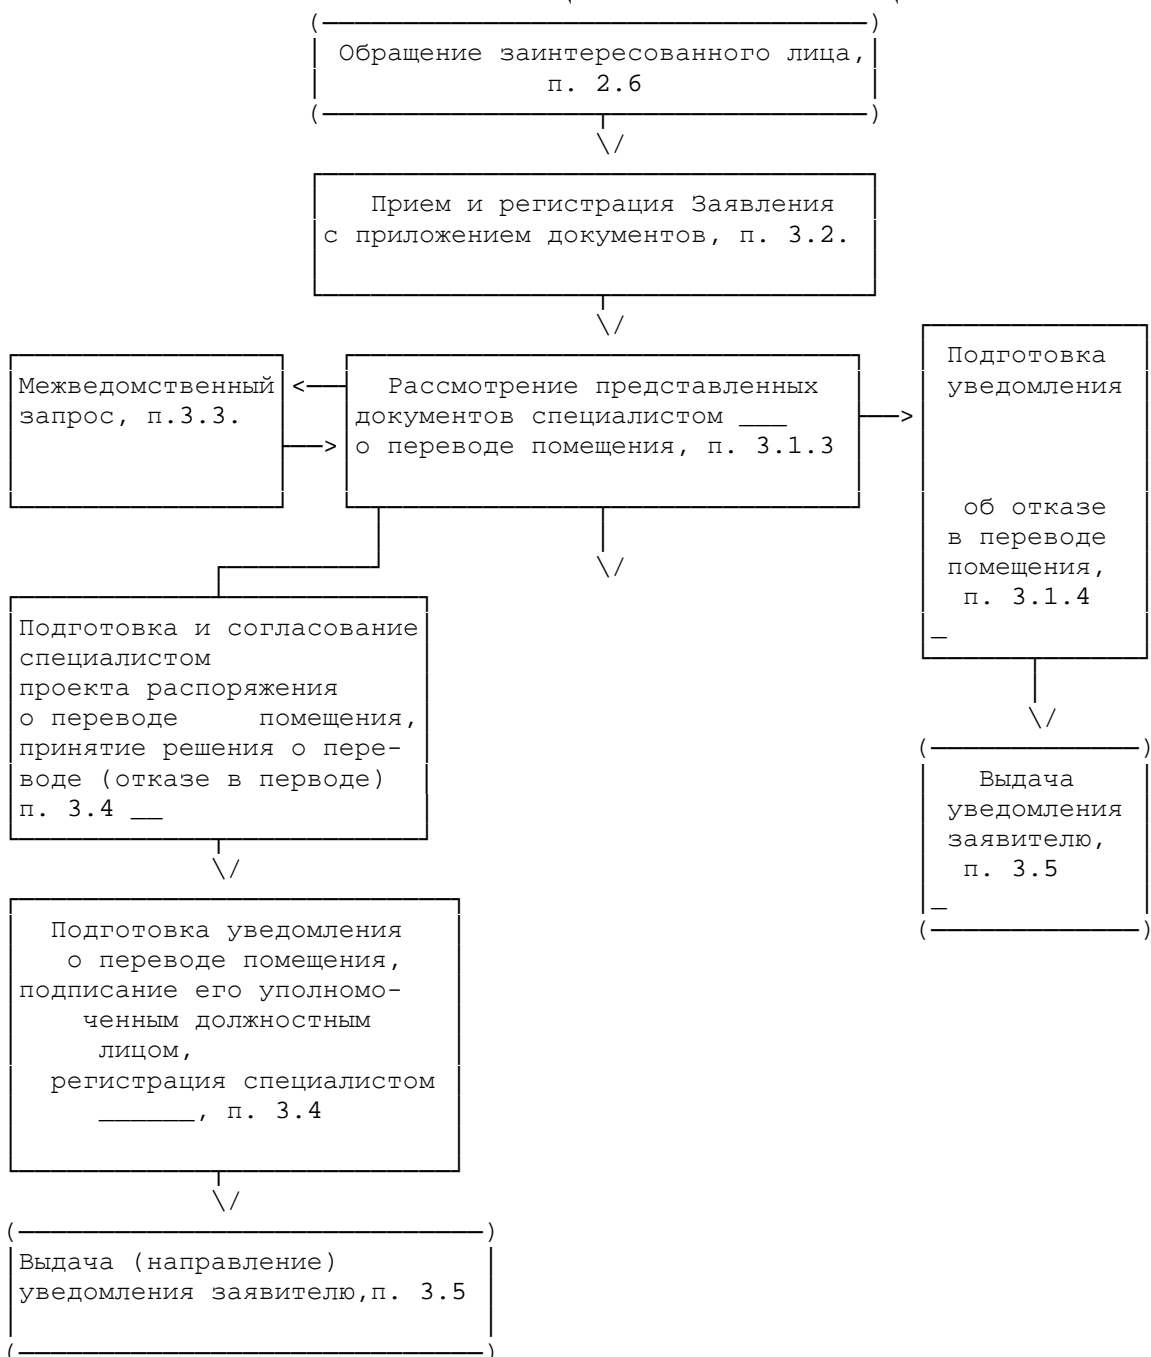 Обращение заинтересованного лица,
п. 2.6
Прием и регистрация Заявления
с приложением документов, п. 3.2.
Межведомственный
запрос, п.3.3.
Рассмотрение представленных
документов специалистом ___
о переводе помещения, п. 3.1.3
Подготовка
уведомления
об отказе
в переводе
помещения,
п. 3.1.4
_
Подготовка и согласование
специалистом
проекта распоряжения
о переводе помещения,
принятие решения о пере-
воде (отказе в перводе)
п. 3.4 __
Выдача
уведомления
заявителю,
п. 3.5
_
Подготовка уведомления
о переводе помещения,
подписание его уполномо-
ченным должностным
лицом,
регистрация специалистом
______, п. 3.4
Выдача (направление)
уведомления заявителю,п. 3.5